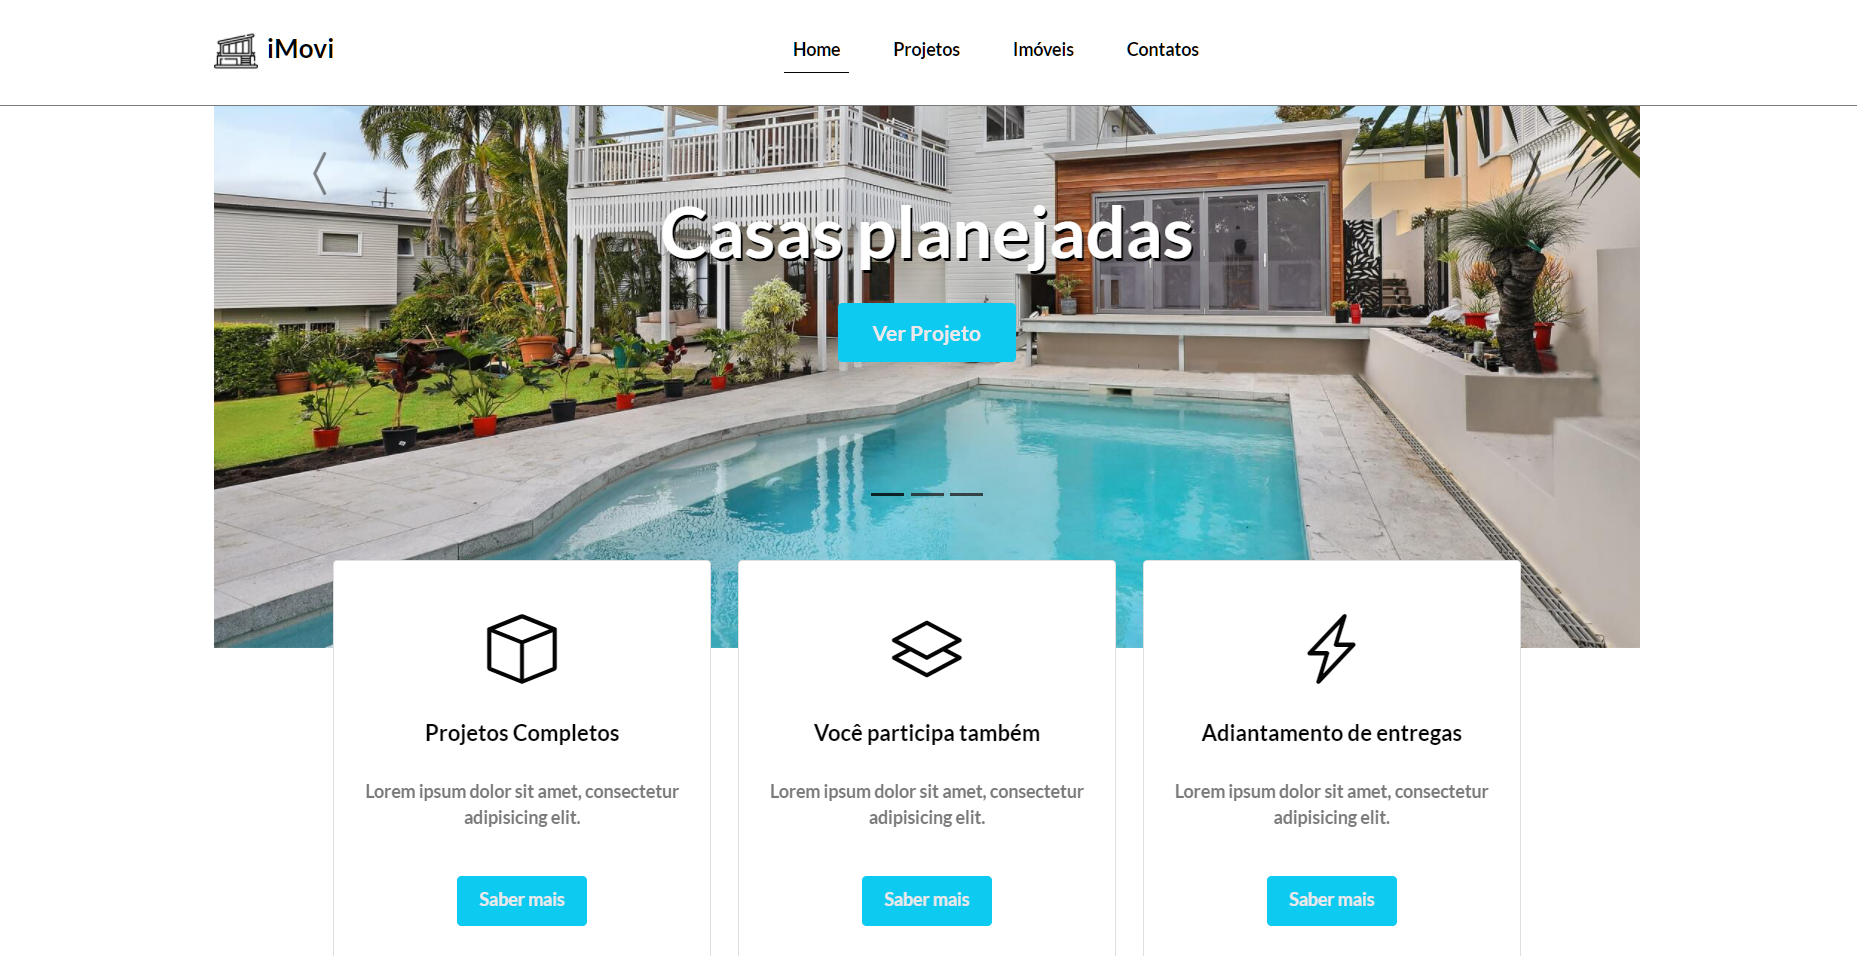 iMovi
Home
Projetos
Imóveis
Contatos
Casas planejadas
Ver Projeto
Projetos Completos
Lorem ipsum dolor sit amet, consectetur
adipisicing elit.
Saber mais
Você participa também
Lorem ipsum dolor sit amet, consectetur
adipisicing elit.
Saber mais
Adiantamento de entregas
Lorem ipsum dolor sit amet, consectetur
adipisicing elit.
Saber mais